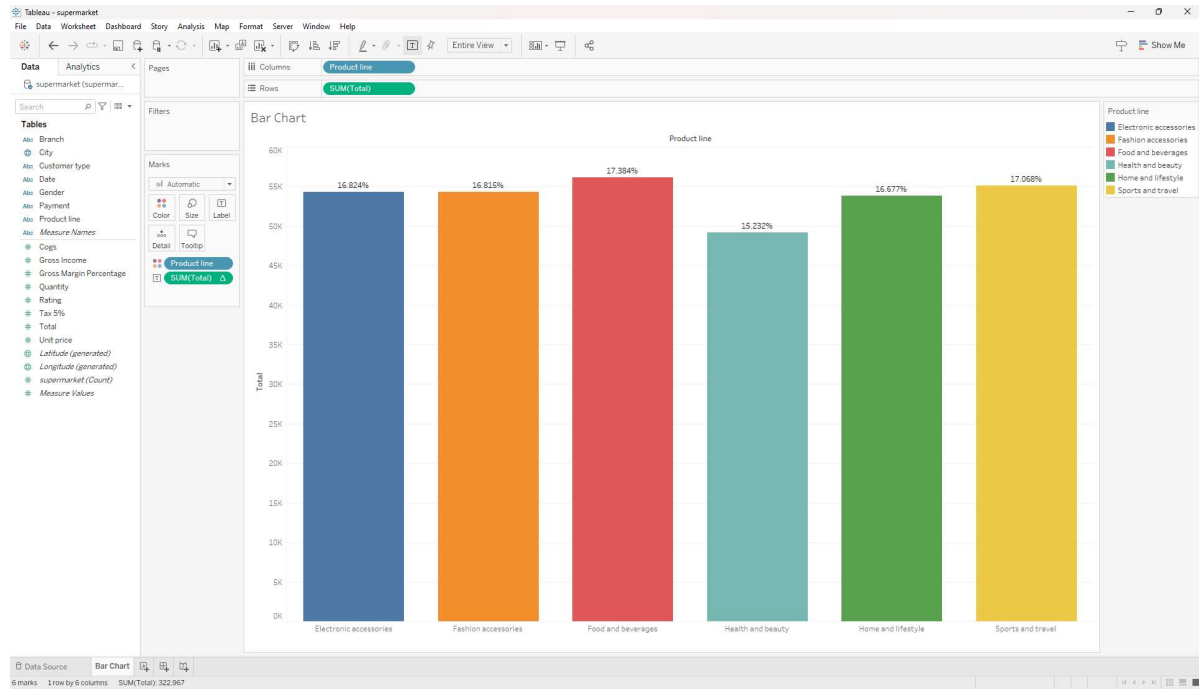 Tableau - supermarket
File Data Worksheet Dashboard Story Analysis Map Format Server Window Help
Entire View
Show Me
Data Analytics
supermarket (supermar...
Search
Tables
Abc Branch
City
Abc Customer type
Abc Date
Abc Gender
Abc Payment
Abc Product line
Abc Measure Names
# Cogs
# Gross Income
# Gross Margin Percentage
# Quantity
# Rating
# Tax 5%
# Total
# Unit price
Latitude (generated)
Longitude (generated)
# supermarket (Count)
# Measure Values
Pages
Filters
Marks
Automatic
Color Size Label
Detail Tooltip
Product line
SUM(Total) Δ
Columns Product line
Rows SUM(Total)
Bar Chart
Product line
60K
55K
50K
45K
40K
35K
30K
25K
20K
15K
10K
5K
0K
Total
16.824% 16.815% 17.384% 15.232% 16.677% 17.068%
Electronic accessories Fashion accessories Food and beverages Health and beauty Home and lifestyle Sports and travel
Product line
Electronic accessories
Fashion accessories
Food and beverages
Health and beauty
Home and lifestyle
Sports and travel
Data Source Bar Chart
6 marks 1 row by 6 columns SUM(Total): 322,967